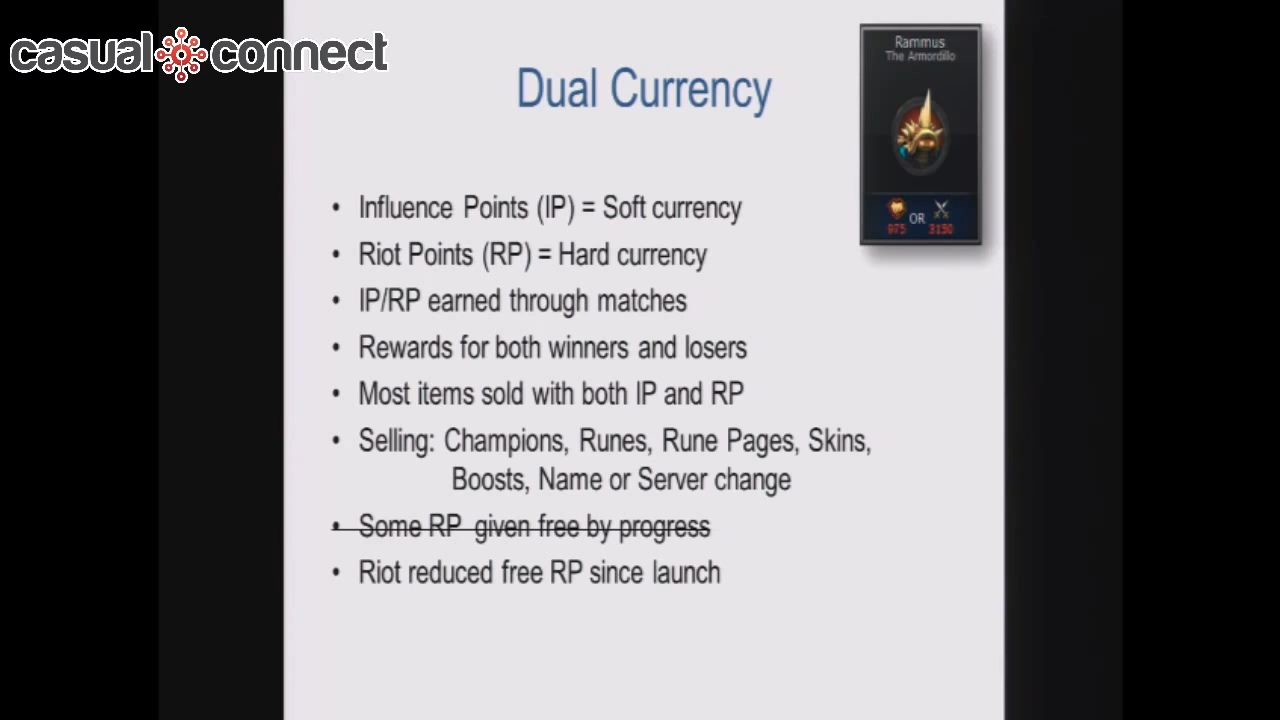 casual connect
Rammus
The Armordillo
Dual Currency
OR
975
3150
• Influence Points (IP) = Soft currency
• Riot Points (RP) = Hard currency
• IP/RP earned through matches
• Rewards for both winners and losers
• Most items sold with both IP and RP
• Selling: Champions, Runes, Rune Pages, Skins,
Boosts, Name or Server change
• Some RP given free by progress
• Riot reduced free RP since launch